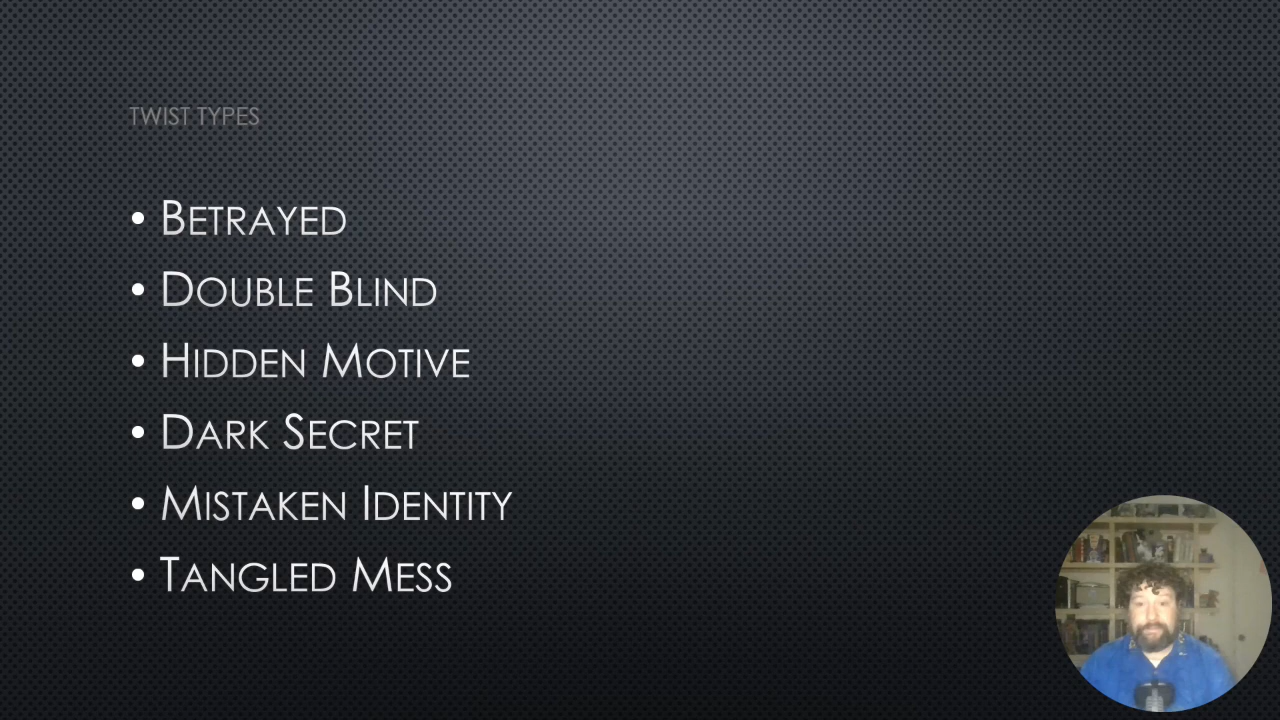 TWIST TYPES
• BETRAYED
• DOUBLE BLIND
• HIDDEN MOTIVE
• DARK SECRET
• MISTAKEN IDENTITY
• TANGLED MESS